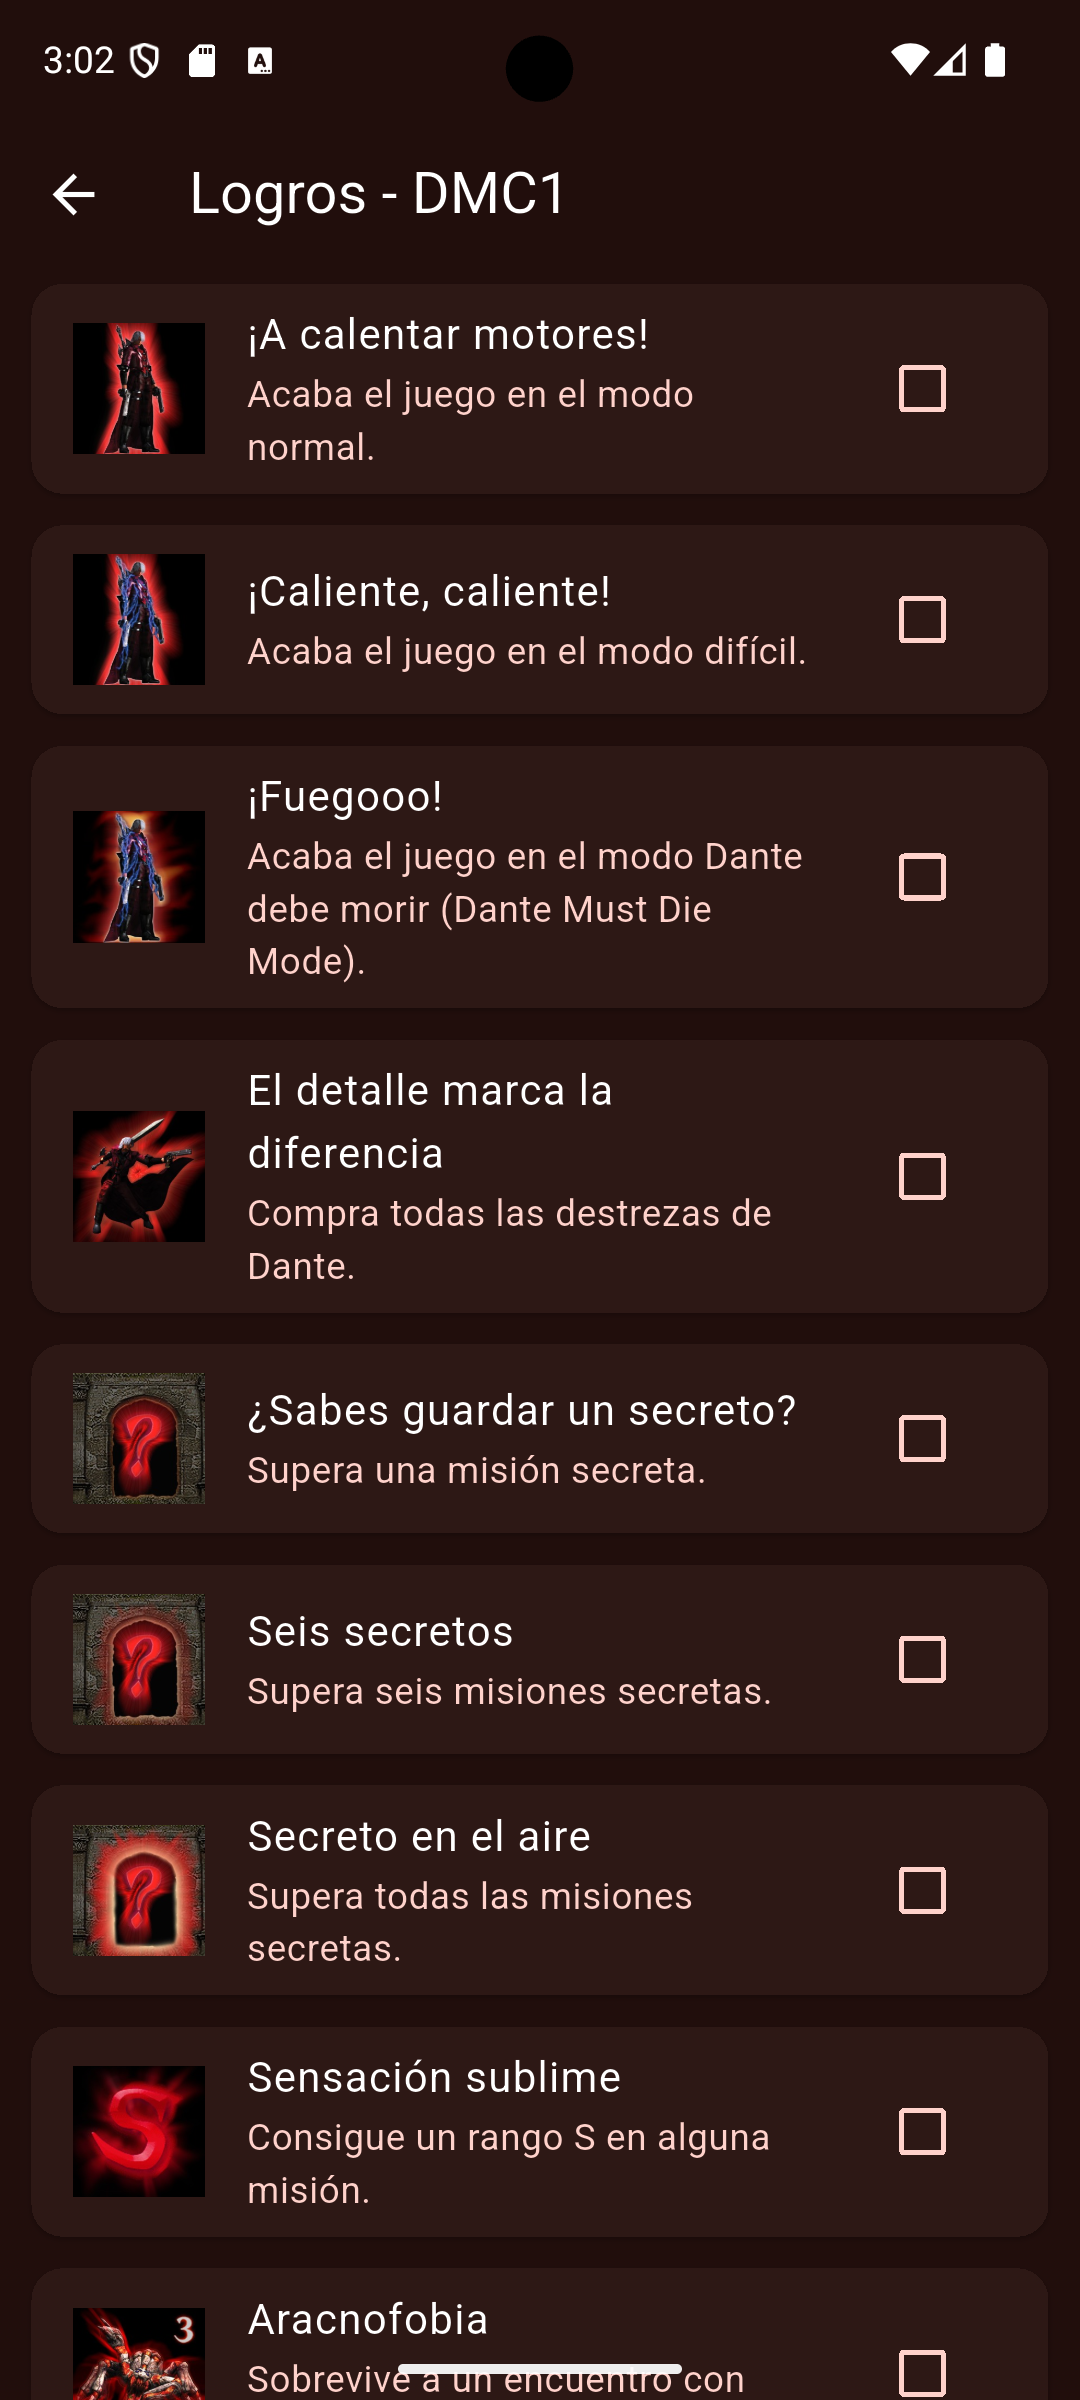 3:02
Logros - DMC1
¡A calentar motores!
Acaba el juego en el modo
normal.
¡Caliente, caliente!
Acaba el juego en el modo difícil.
¡Fuegooo!
Acaba el juego en el modo Dante
debe morir (Dante Must Die
Mode).
El detalle marca la
diferencia
Compra todas las destrezas de
Dante.
¿Sabes guardar un secreto?
Supera una misión secreta.
Seis secretos
Supera seis misiones secretas.
Secreto en el aire
Supera todas las misiones
secretas.
S
Sensación sublime
Consigue un rango S en alguna
misión.
3
Aracnofobia
Sobrevive a un encuentro con